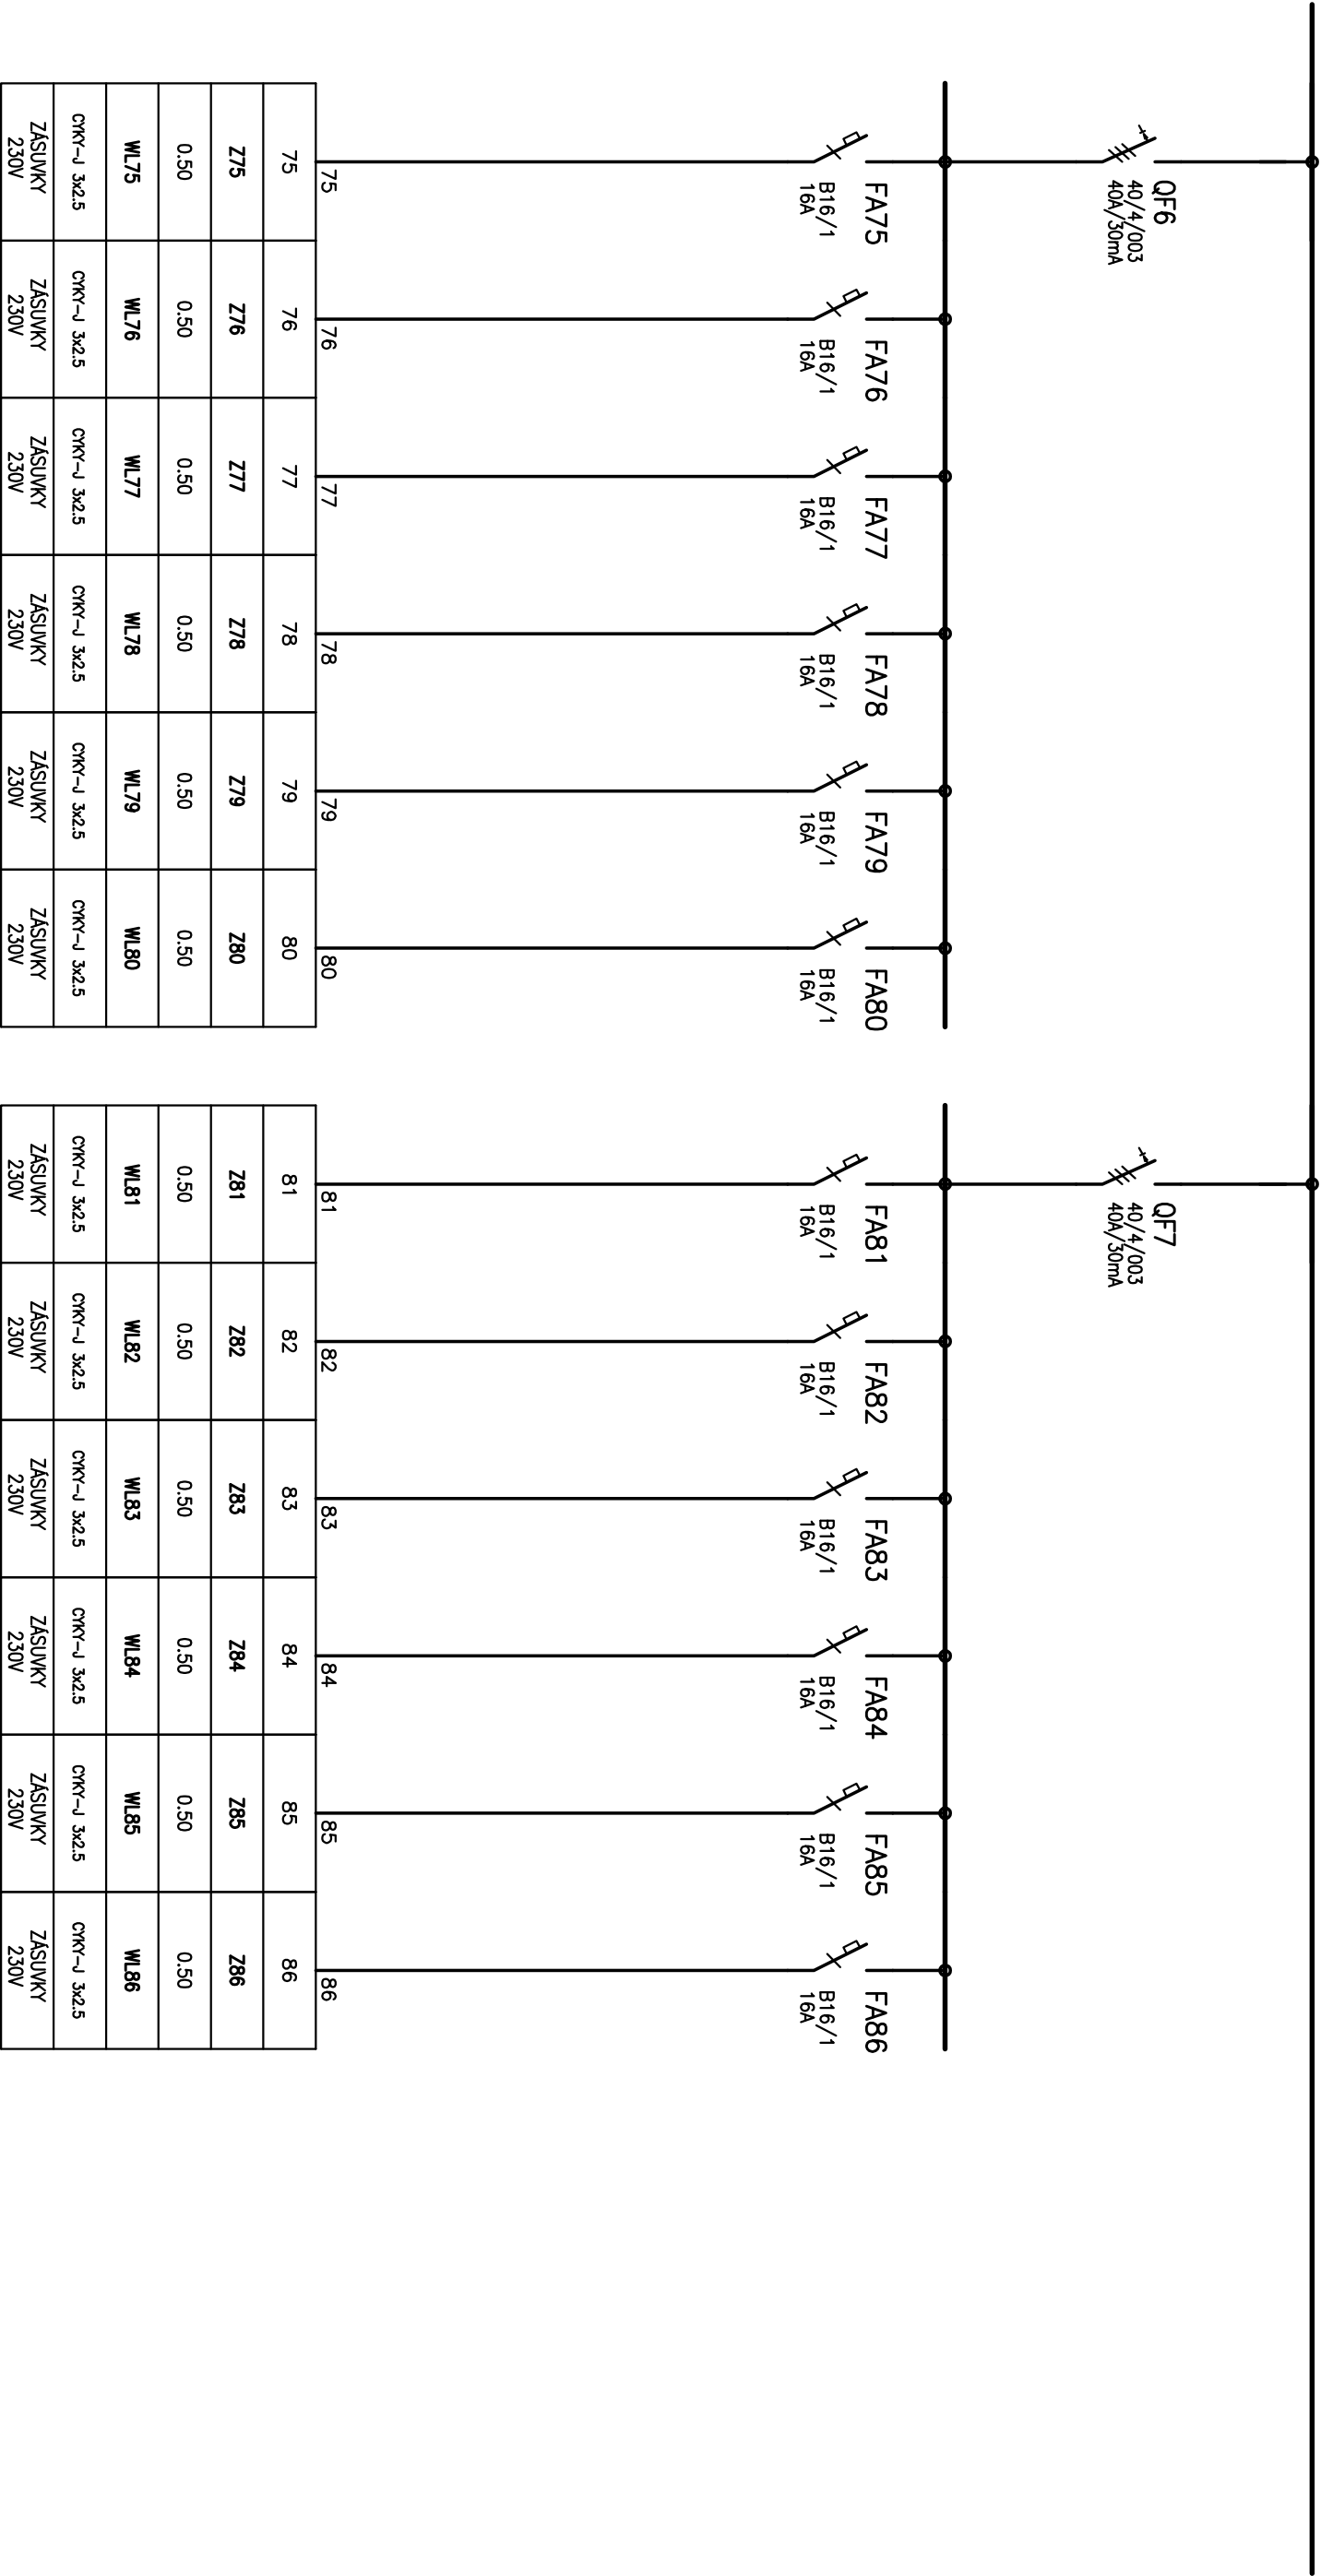 QF6
40/4/003
40A/30mA
FA75
B16/1
16A
FA76
B16/1
16A
FA77
B16/1
16A
FA78
B16/1
16A
FA79
B16/1
16A
FA80
B16/1
16A
75
76
77
78
79
80
75 76 77 78 79 80
Z75 Z76 Z77 Z78 Z79 Z80
0.50 0.50 0.50 0.50 0.50 0.50
WL75 WL76 WL77 WL78 WL79 WL80
CYKY-J 3x2.5 CYKY-J 3x2.5 CYKY-J 3x2.5 CYKY-J 3x2.5 CYKY-J 3x2.5 CYKY-J 3x2.5
ZÁSUVKY ZÁSUVKY ZÁSUVKY ZÁSUVKY ZÁSUVKY ZÁSUVKY
230V 230V 230V 230V 230V 230V
QF7
40/4/003
40A/30mA
FA81
B16/1
16A
FA82
B16/1
16A
FA83
B16/1
16A
FA84
B16/1
16A
FA85
B16/1
16A
FA86
B16/1
16A
81
82
83
84
85
86
81 82 83 84 85 86
Z81 Z82 Z83 Z84 Z85 Z86
0.50 0.50 0.50 0.50 0.50 0.50
WL81 WL82 WL83 WL84 WL85 WL86
CYKY-J 3x2.5 CYKY-J 3x2.5 CYKY-J 3x2.5 CYKY-J 3x2.5 CYKY-J 3x2.5 CYKY-J 3x2.5
ZÁSUVKY ZÁSUVKY ZÁSUVKY ZÁSUVKY ZÁSUVKY ZÁSUVKY
230V 230V 230V 230V 230V 230V